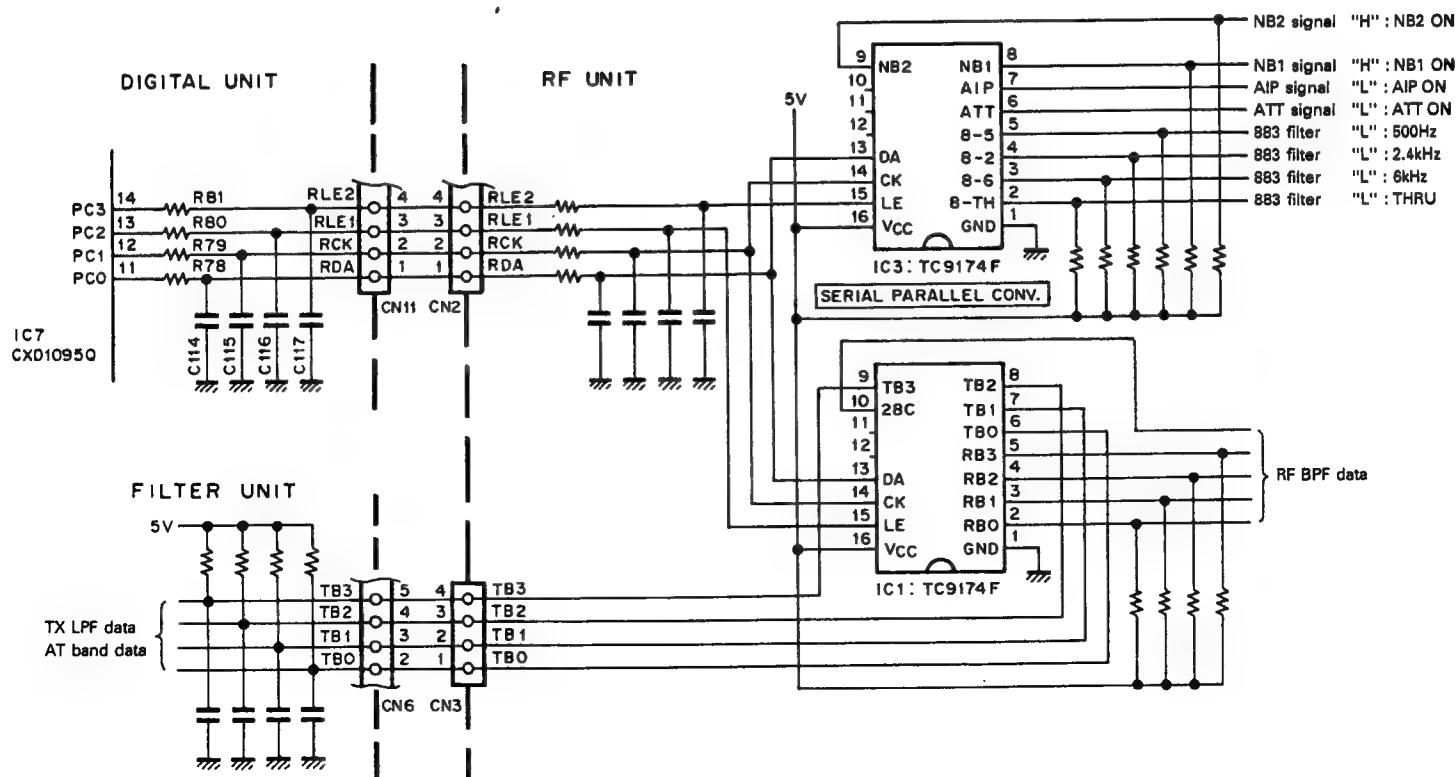 DIGITAL UNIT
RF UNIT
PC3 14 R81 RLE2 4 4 RLE2
PC2 13 R80 RLE1 3 3 RLE1
PC1 12 R79 RCK 2 2 RCK
PC0 11 R78 RDA 1 1 RDA
CN11 CN2
IC7
CXD1095Q
C114
C115
C116
C117
5V
9 NB2 NB1 8
10 AIP 7
11 ATT 6
12 8-5 5
13 DA 8-2 4
14 CK 8-6 3
15 LE 8-TH 2
16 VCC GND 1
IC3: TC9174F
SERIAL PARALLEL CONV.
NB2 signal "H" : NB2 ON
NB1 signal "H" : NB1 ON
AIP signal "L" : AIP ON
ATT signal "L" : ATT ON
883 filter "L" : 500Hz
883 filter "L" : 2.4kHz
883 filter "L" : 6kHz
883 filter "L" : THRU
9 TB3 TB2 8
10 28C TB1 7
11 TB0 6
12 RB3 5
13 DA RB2 4
14 CK RB1 3
15 LE RB0 2
16 VCC GND 1
IC1: TC9174F
RF BPF data
FILTER UNIT
5V
TX LPF data
AT band data
TB3 5 4 TB3
TB2 4 3 TB2
TB1 3 2 TB1
TB0 2 1 TB0
CN6 CN3